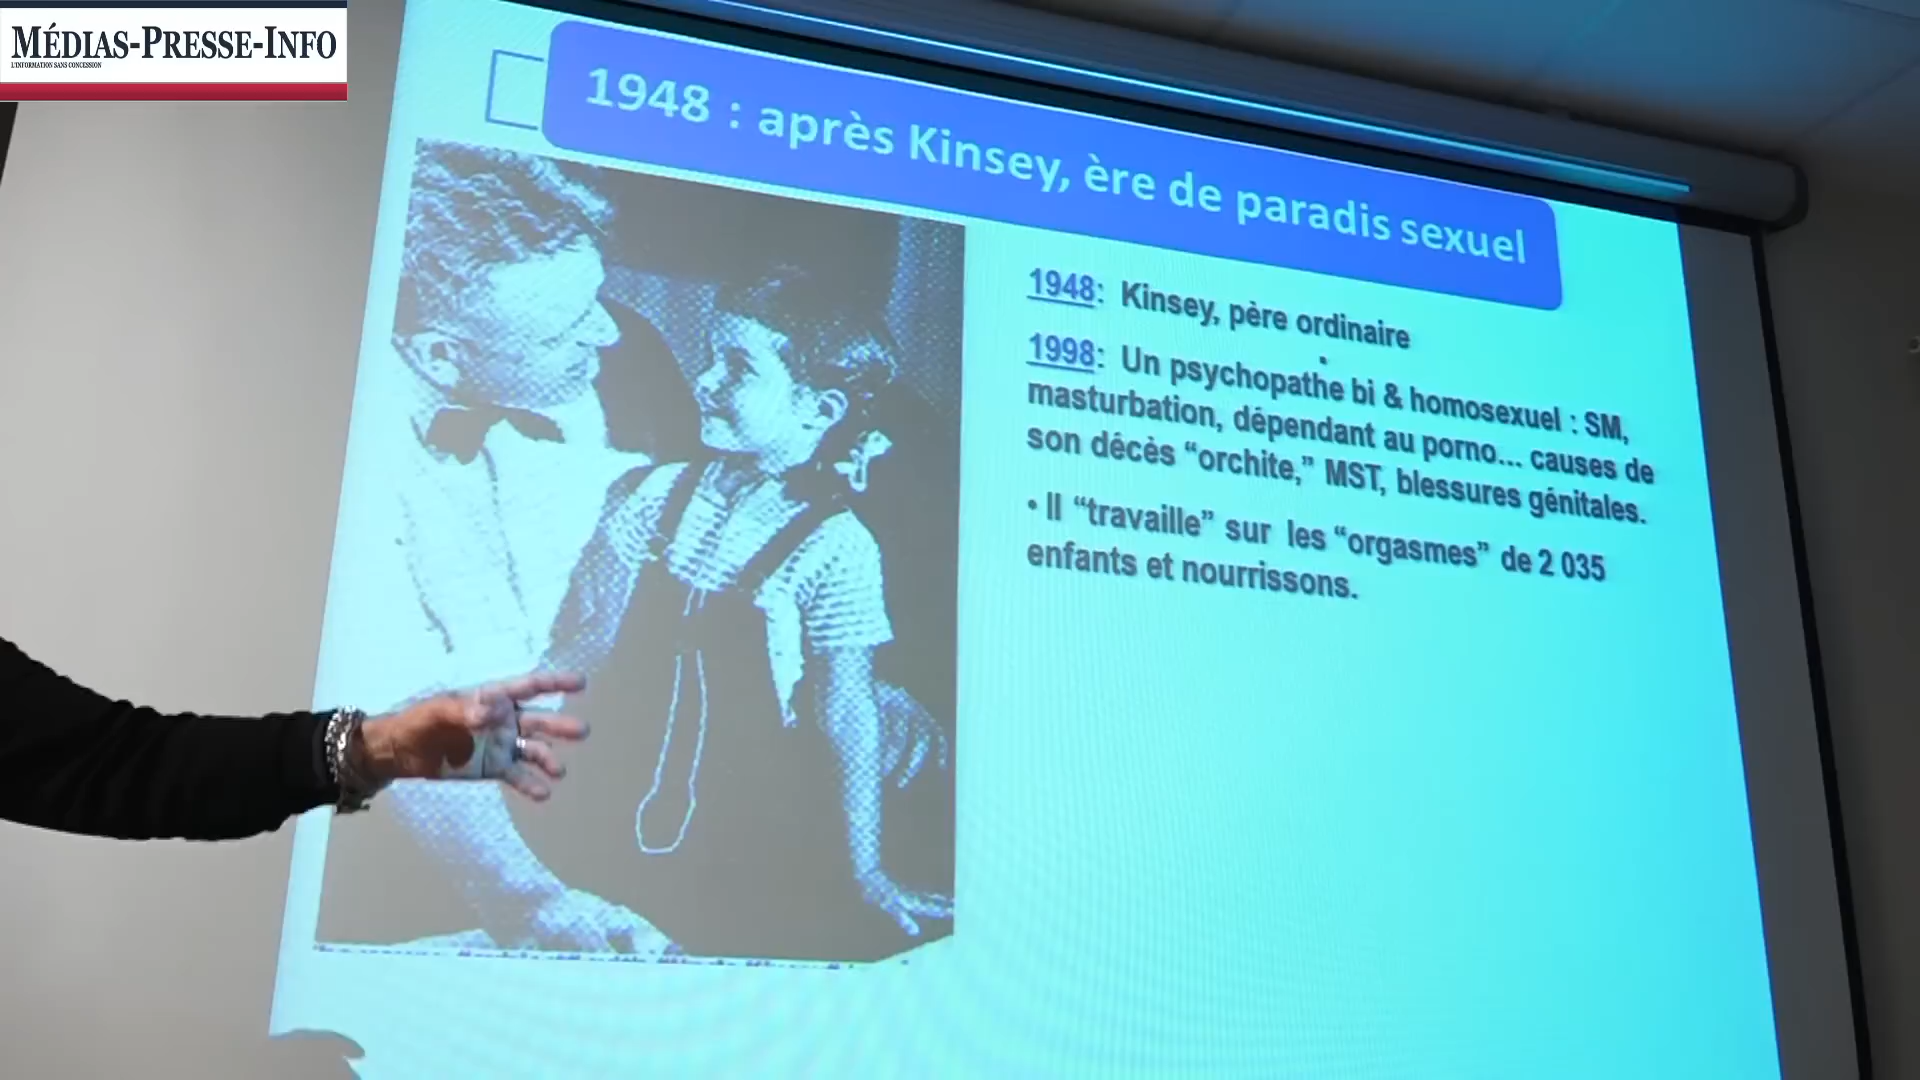 MÉDIAS-PRESSE-INFO
L'INFORMATION SANS CONCESSION
1948 : après Kinsey, ère de paradis sexuel
1948: Kinsey, père ordinaire
1998: Un psychopathe bi & homosexuel : SM,
masturbation, dépendant au porno... causes de
son décès “orchite,” MST, blessures génitales.
• Il “travaille” sur les “orgasmes” de 2 035
enfants et nourrissons.